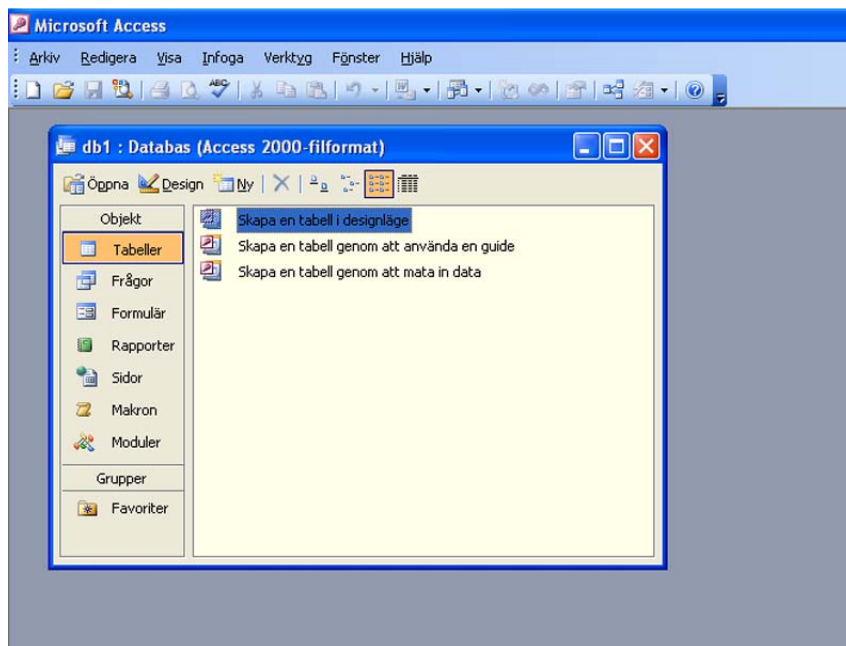 Microsoft Access
Arkiv Redigera Visa Infoga Verktyg Fönster Hjälp
ABC
W
db1 : Databas (Access 2000-filformat)
Öppna Design Ny
Objekt
Tabeller
Frågor
Formulär
Rapporter
Sidor
Makron
Moduler
Grupper
Favoriter
Skapa en tabell i designläge
Skapa en tabell genom att använda en guide
Skapa en tabell genom att mata in data